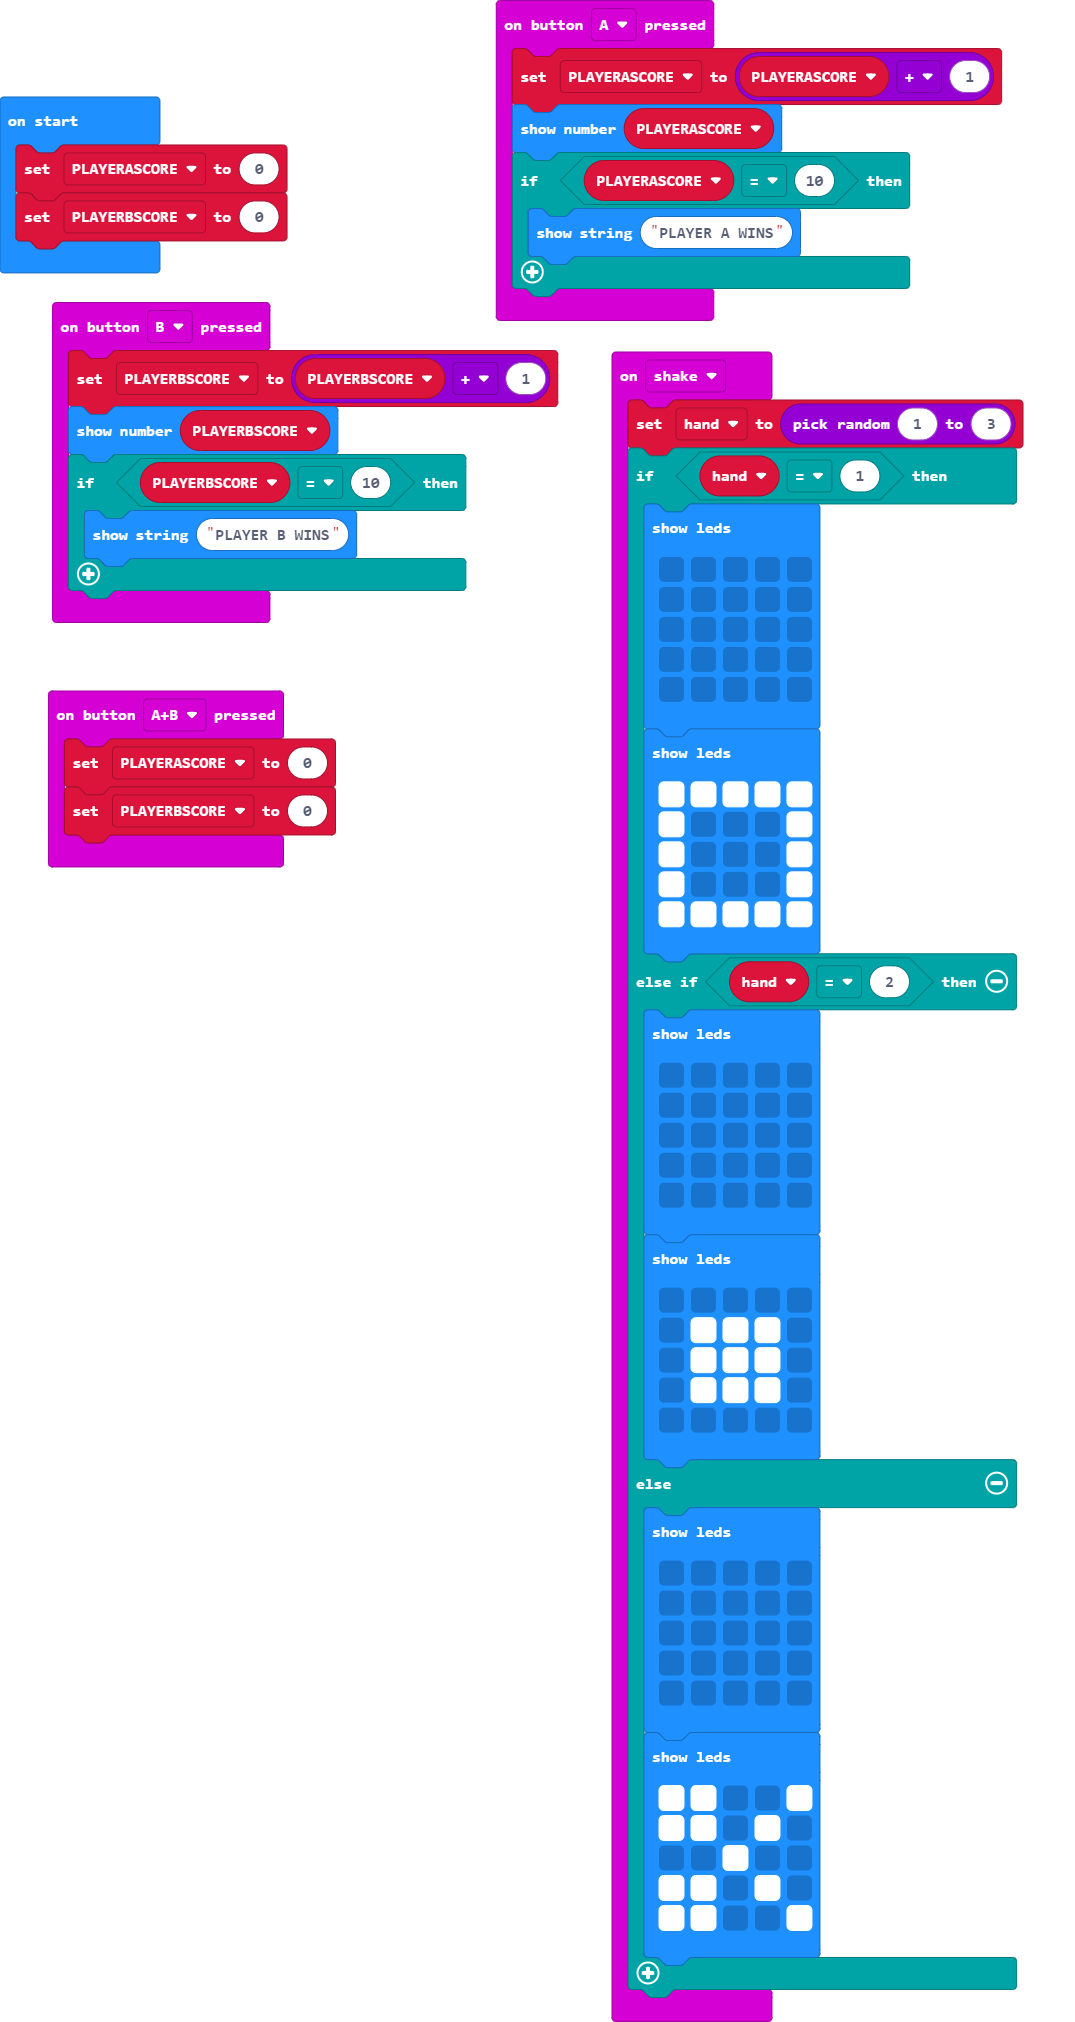 on start
set PLAYERASCORE to 0
set PLAYERBSCORE to 0
on button A pressed
set PLAYERASCORE to PLAYERASCORE + 1
show number PLAYERASCORE
if PLAYERASCORE = 10 then
show string "PLAYER A WINS"
on button B pressed
set PLAYERBSCORE to PLAYERBSCORE + 1
show number PLAYERBSCORE
if PLAYERBSCORE = 10 then
show string "PLAYER B WINS"
on button A+B pressed
set PLAYERASCORE to 0
set PLAYERBSCORE to 0
on shake
set hand to pick random 1 to 3
if hand = 1 then
show leds
show leds
else if hand = 2 then
show leds
show leds
else
show leds
show leds